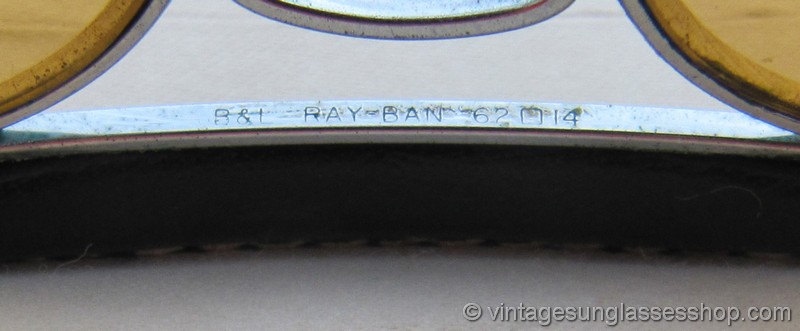 B&L RAY-BAN 62□14
© vintagesunglassesshop.com